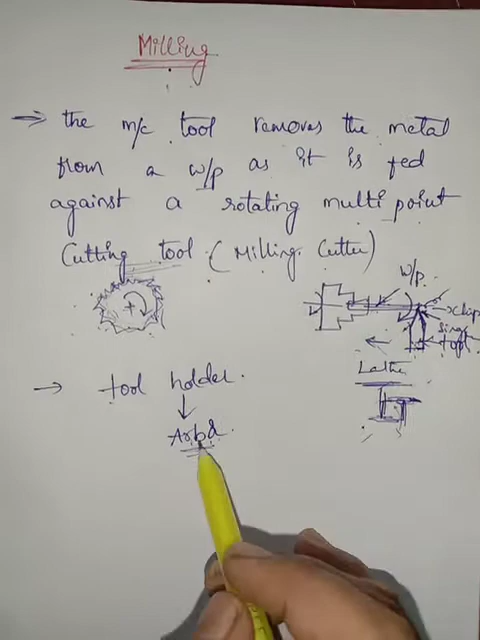 Milling
→ the m/c tool removes the metal
from a w/p as it is fed
against a rotating multi point
Cutting tool (Milling Cutter)
W/p
chip
Lathe
→ tool holder.